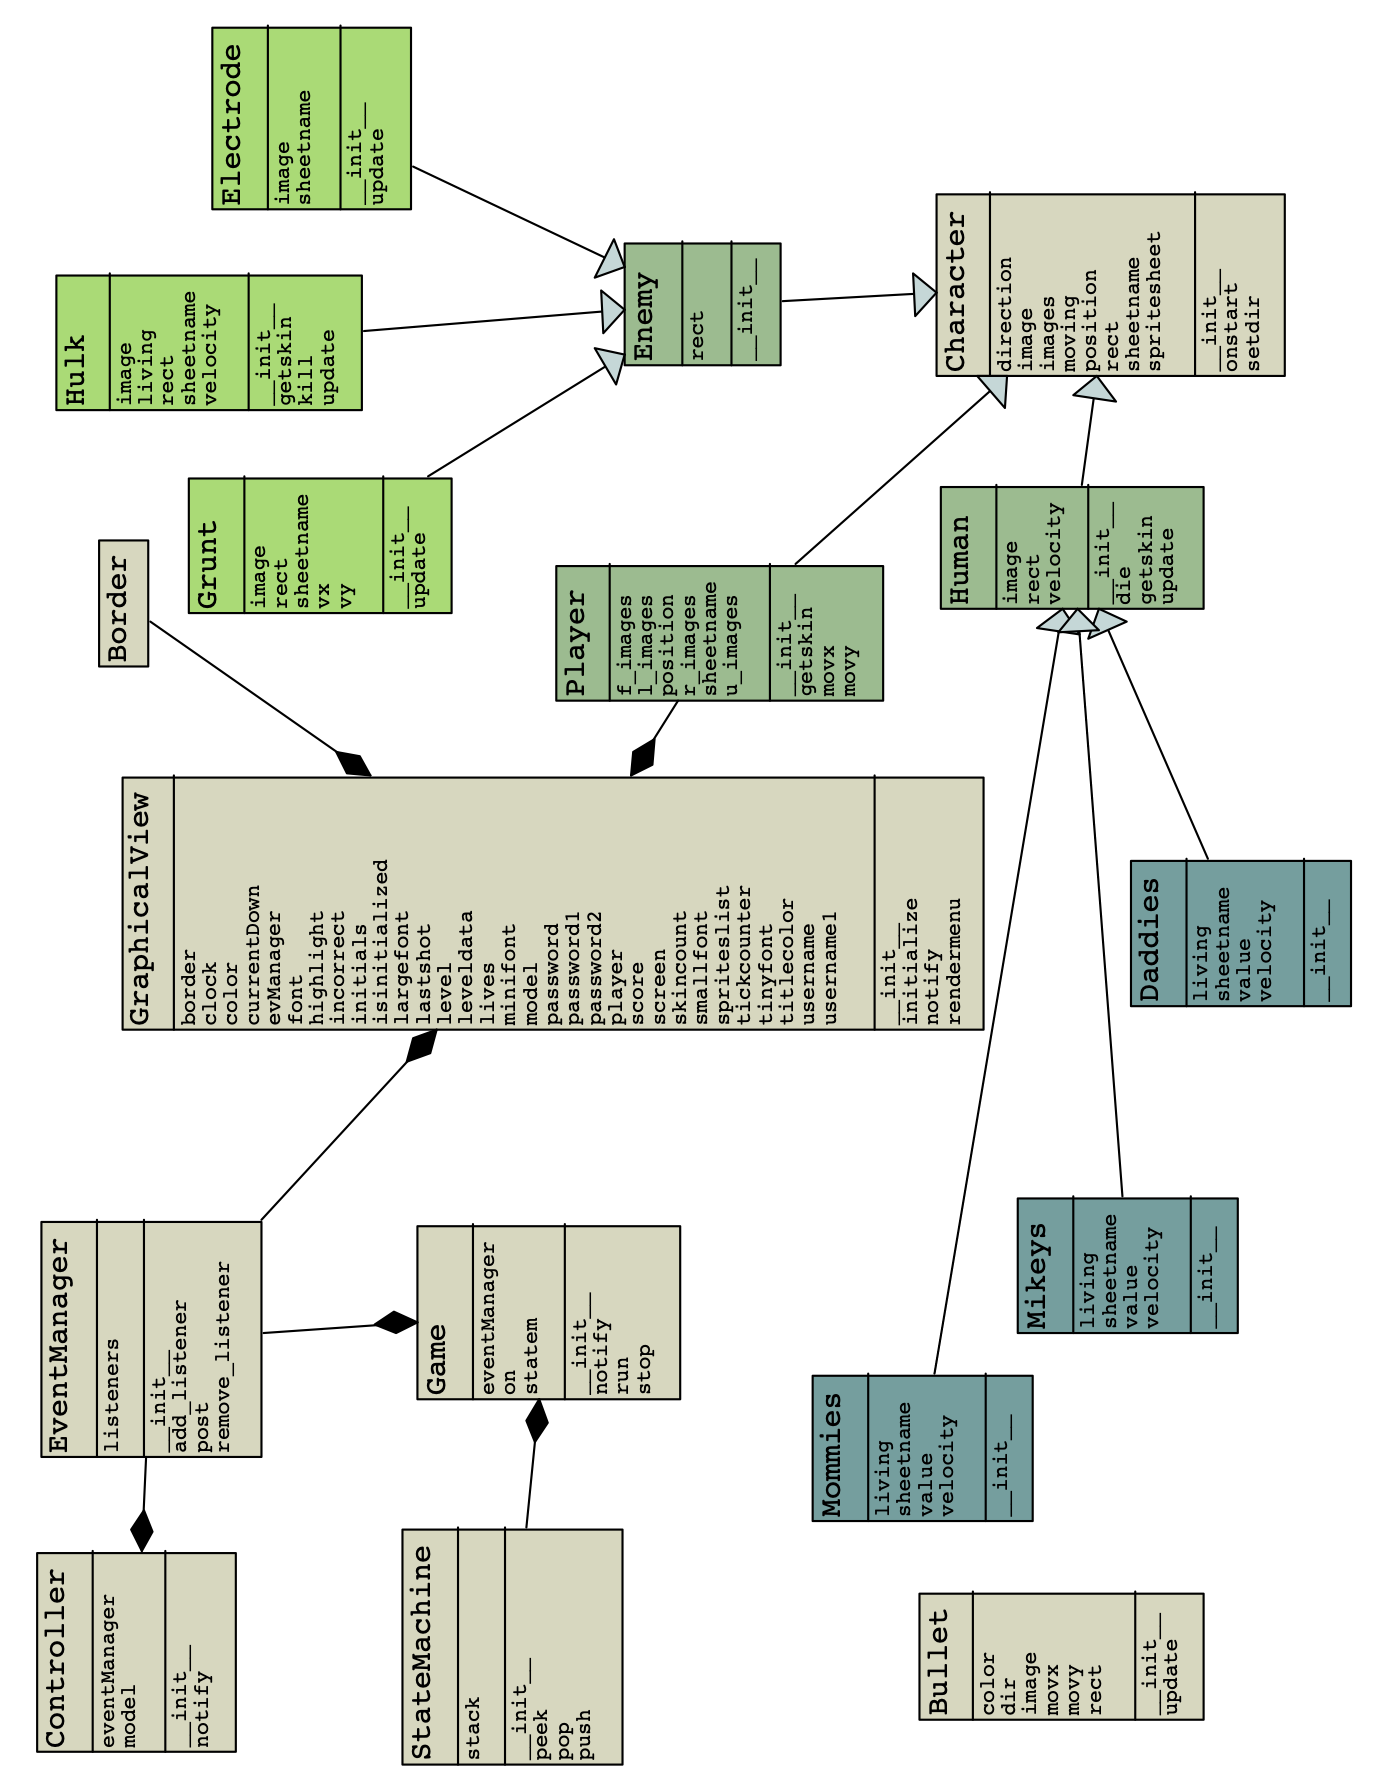 Controller
eventManager
model
__init__
notify
EventManager
listeners
__init__
add_listener
post
remove_listener
Border
Hulk
image
living
rect
sheetname
velocity
__init__
getskin
kill
update
Grunt
image
rect
sheetname
vx
vy
__init__
update
Electrode
image
sheetname
__init__
update
StateMachine
stack
__init__
peek
pop
push
Game
eventManager
on
statem
__init__
notify
run
stop
GraphicalView
border
clock
color
currentDown
evManager
font
highlight
incorrect
initials
isinitialized
largefont
lastshot
level
leveldata
lives
minifont
model
password
password1
password2
player
score
screen
skincount
smallfont
spriteslist
tickcounter
tinyfont
titlecolor
username
username1
__init__
initialize
notify
rendermenu
Player
f_images
l_images
position
r_images
sheetname
u_images
__init__
getskin
movx
movy
Enemy
rect
__init__
Bullet
color
dir
image
movx
movy
rect
__init__
update
Mommies
living
sheetname
value
velocity
__init__
Mikeys
living
sheetname
value
velocity
__init__
Daddies
living
sheetname
value
velocity
__init__
Human
image
rect
velocity
__init__
die
getskin
update
Character
direction
image
images
moving
position
rect
sheetname
spritesheet
__init__
onstart
setdir